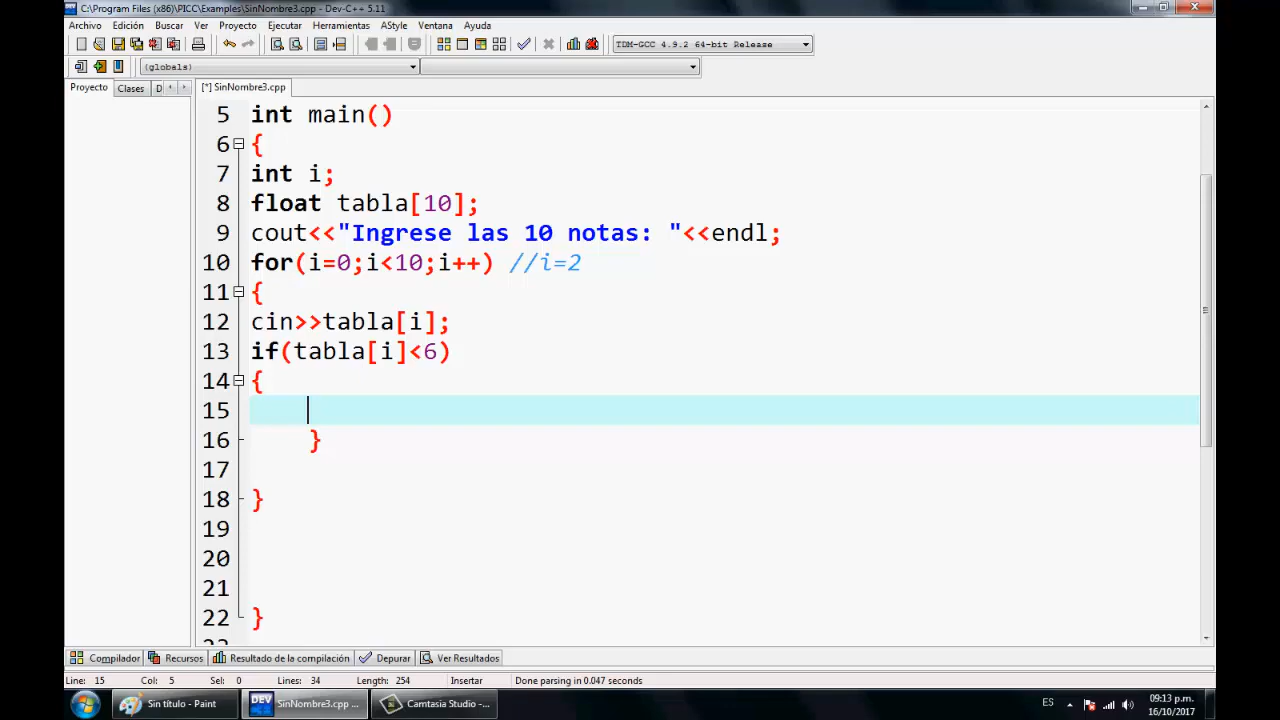 C:\Program Files (x86)\PICC\Examples\SinNombre3.cpp - Dev-C++ 5.11
Archivo Edición Buscar Ver Proyecto Ejecutar Herramientas AStyle Ventana Ayuda
TDM-GCC 4.9.2 64-bit Release
(globals)
Proyecto Clases D
[*] SinNombre3.cpp
5 int main()
6 {
7 int i;
8 float tabla[10];
9 cout<<"Ingrese las 10 notas: "<<endl;
10 for(i=0;i<10;i++) //i=2
11 {
12 cin>>tabla[i];
13 if(tabla[i]<6)
14 {
15
16 }
17
18 }
19
20
21
22 }
Compilador Recursos Resultado de la compilación Depurar Ver Resultados
Line: 15 Col: 5 Sel: 0 Lines: 34 Length: 254 Insertar Done parsing in 0.047 seconds
Sin título - Paint DEV SinNombre3.cpp ... Camtasia Studio -... ES 09:13 p.m.
16/10/2017